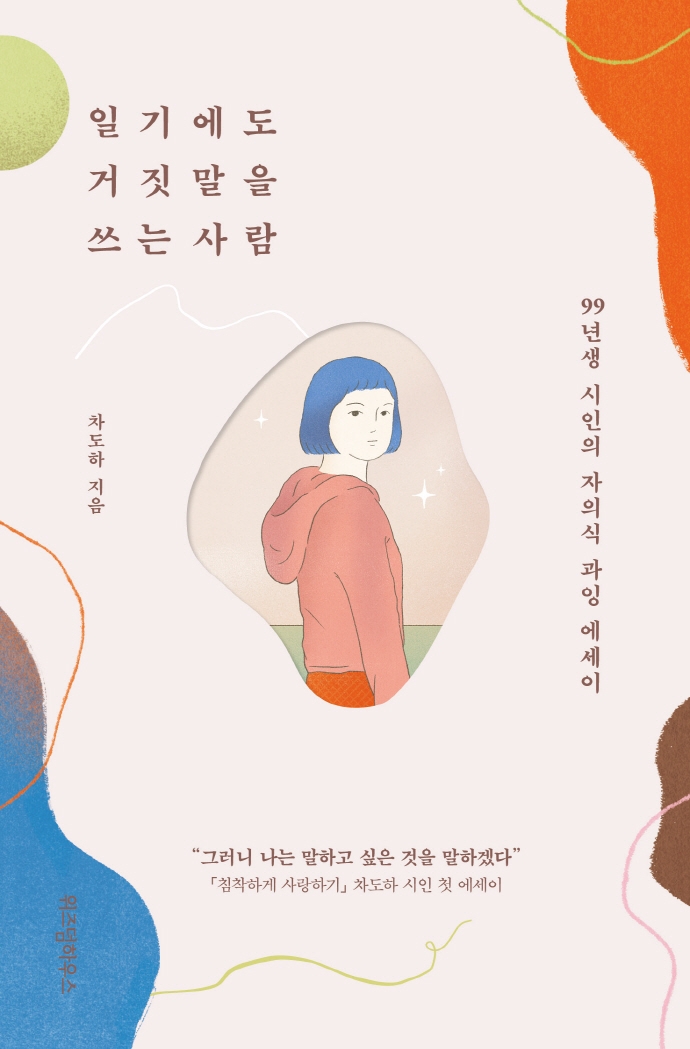 일기에도
거짓말을
쓰는 사람
99년생 시인의 자의식 과잉 에세이
차도하 지음
“그러니 나는 말하고 싶은 것을 말하겠다”
「침착하게 사랑하기」 차도하 시인 첫 에세이
위즈덤하우스